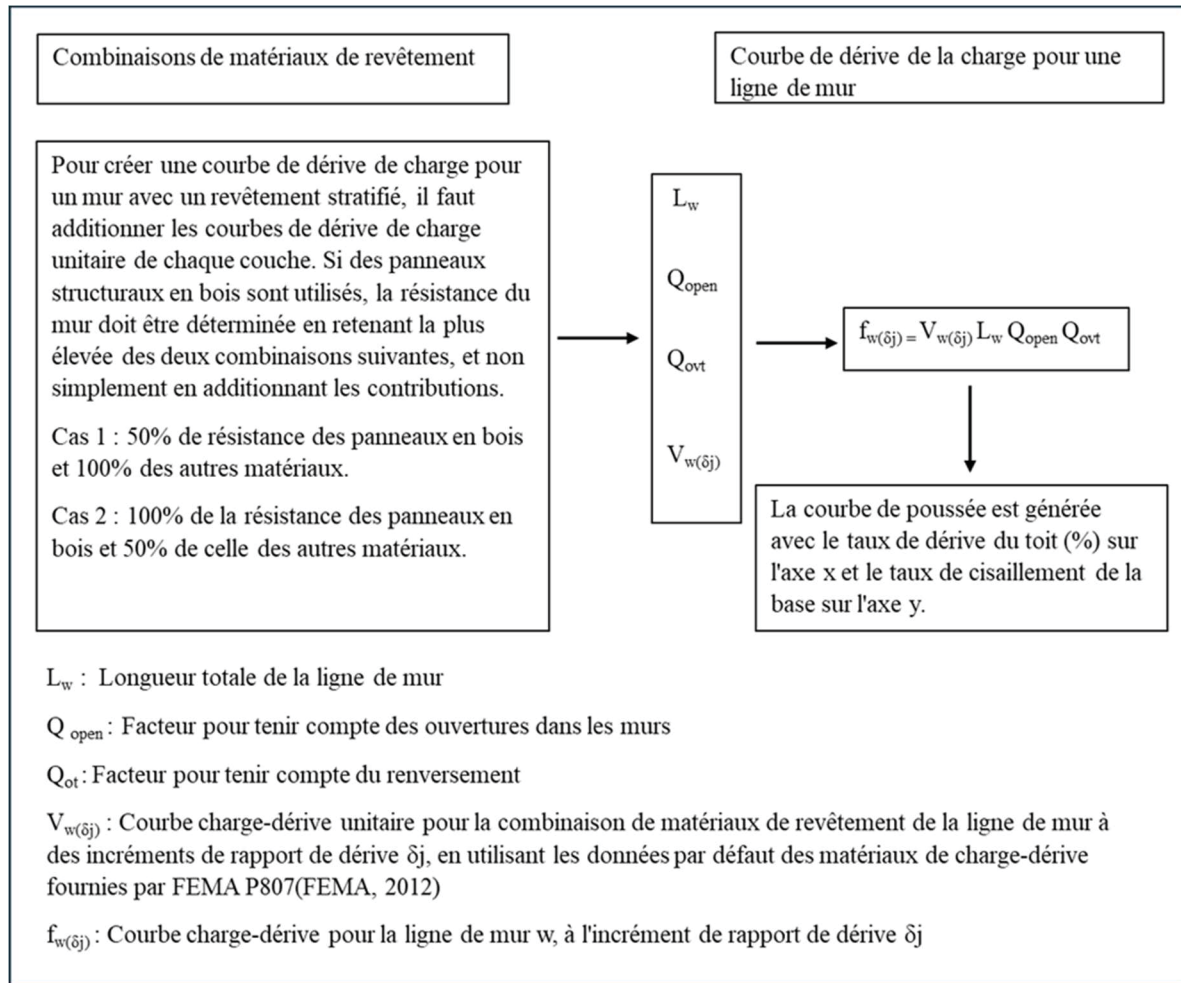 Combinaisons de matériaux de revêtement
Courbe de dérive de la charge pour une
ligne de mur
Pour créer une courbe de dérive de charge pour
un mur avec un revêtement stratifié, il faut
additionner les courbes de dérive de charge
unitaire de chaque couche. Si des panneaux
structuraux en bois sont utilisés, la résistance du
mur doit être déterminée en retenant la plus
élevée des deux combinaisons suivantes, et non
simplement en additionnant les contributions.
Cas 1 : 50% de résistance des panneaux en bois
et 100% des autres matériaux.
Cas 2 : 100% de la résistance des panneaux en
bois et 50% de celle des autres matériaux.
Lw
Qopen
Qovt
Vw(δj)
fw(δj) = Vw(δj) Lw Qopen Qovt
La courbe de poussée est générée
avec le taux de dérive du toit (%) sur
l'axe x et le taux de cisaillement de la
base sur l'axe y.
Lw : Longueur totale de la ligne de mur
Q open : Facteur pour tenir compte des ouvertures dans les murs
Qot : Facteur pour tenir compte du renversement
Vw(δj) : Courbe charge-dérive unitaire pour la combinaison de matériaux de revêtement de la ligne de mur à
des incréments de rapport de dérive δj, en utilisant les données par défaut des matériaux de charge-dérive
fournies par FEMA P807(FEMA, 2012)
fw(δj) : Courbe charge-dérive pour la ligne de mur w, à l'incrément de rapport de dérive δj